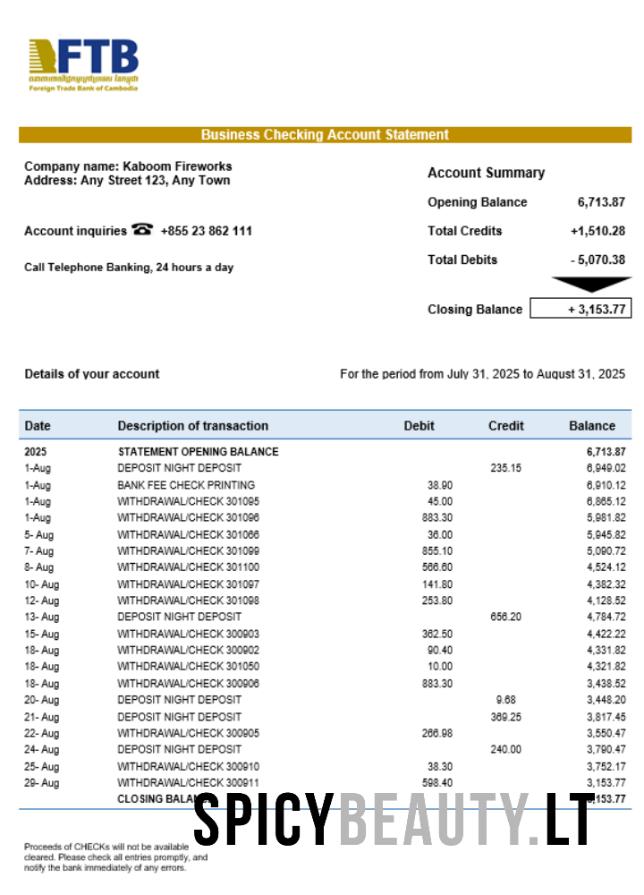 FTB
Foreign Trade Bank of Cambodia
Business Checking Account Statement
Company name: Kaboom Fireworks
Address: Any Street 123, Any Town
Account inquiries ☎ +855 23 862 111
Call Telephone Banking, 24 hours a day
Account Summary
Opening Balance 6,713.87
Total Credits +1,510.28
Total Debits - 5,070.38
Closing Balance + 3,153.77
Details of your account For the period from July 31, 2025 to August 31, 2025
Date Description of transaction Debit Credit Balance
2025 STATEMENT OPENING BALANCE 6,713.87
1-Aug DEPOSIT NIGHT DEPOSIT 235.15 6,949.02
1-Aug BANK FEE CHECK PRINTING 38.90 6,910.12
1-Aug WITHDRAWAL/CHECK 301095 45.00 6,865.12
1-Aug WITHDRAWAL/CHECK 301096 883.30 5,981.82
5- Aug WITHDRAWAL/CHECK 301066 36.00 5,945.82
7- Aug WITHDRAWAL/CHECK 301099 855.10 5,090.72
8- Aug WITHDRAWAL/CHECK 301100 566.60 4,524.12
10- Aug WITHDRAWAL/CHECK 301097 141.80 4,382.32
12- Aug WITHDRAWAL/CHECK 301098 253.80 4,128.52
13- Aug DEPOSIT NIGHT DEPOSIT 656.20 4,784.72
15- Aug WITHDRAWAL/CHECK 300903 362.50 4,422.22
18- Aug WITHDRAWAL/CHECK 300902 90.40 4,331.82
18- Aug WITHDRAWAL/CHECK 301050 10.00 4,321.82
18- Aug WITHDRAWAL/CHECK 300906 883.30 3,438.52
20- Aug DEPOSIT NIGHT DEPOSIT 9.68 3,448.20
21- Aug DEPOSIT NIGHT DEPOSIT 369.25 3,817.45
22- Aug WITHDRAWAL/CHECK 300905 266.98 3,550.47
24- Aug DEPOSIT NIGHT DEPOSIT 240.00 3,790.47
25- Aug WITHDRAWAL/CHECK 300910 38.30 3,752.17
29- Aug WITHDRAWAL/CHECK 300911 598.40 3,153.77
CLOSING 153.77
SPICYBEAUTY.LT
Proceeds of CHECKs will not be available
cleared. Please check all entries promptly, and
notify the bank immediately of any errors.